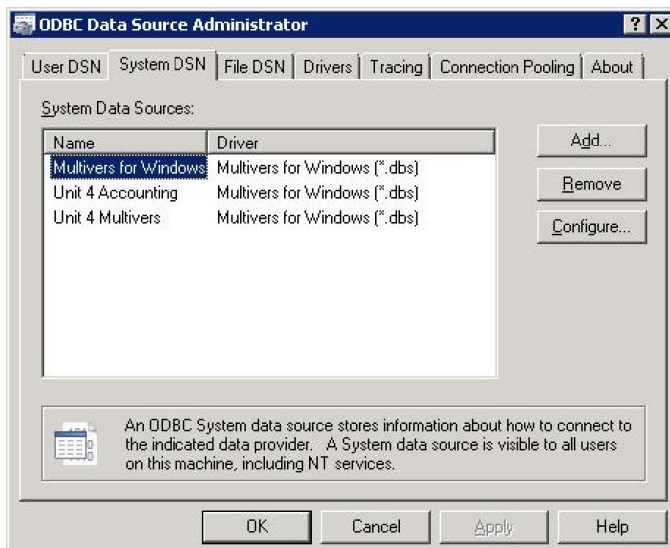 ODBC Data Source Administrator
User DSN System DSN File DSN Drivers Tracing Connection Pooling About
System Data Sources:
Name Driver
Multivers for Windows Multivers for Windows (*.dbs)
Unit 4 Accounting Multivers for Windows (*.dbs)
Unit 4 Multivers Multivers for Windows (*.dbs)
Add...
Remove
Configure...
An ODBC System data source stores information about how to connect to
the indicated data provider. A System data source is visible to all users
on this machine, including NT services.
OK Cancel Apply Help